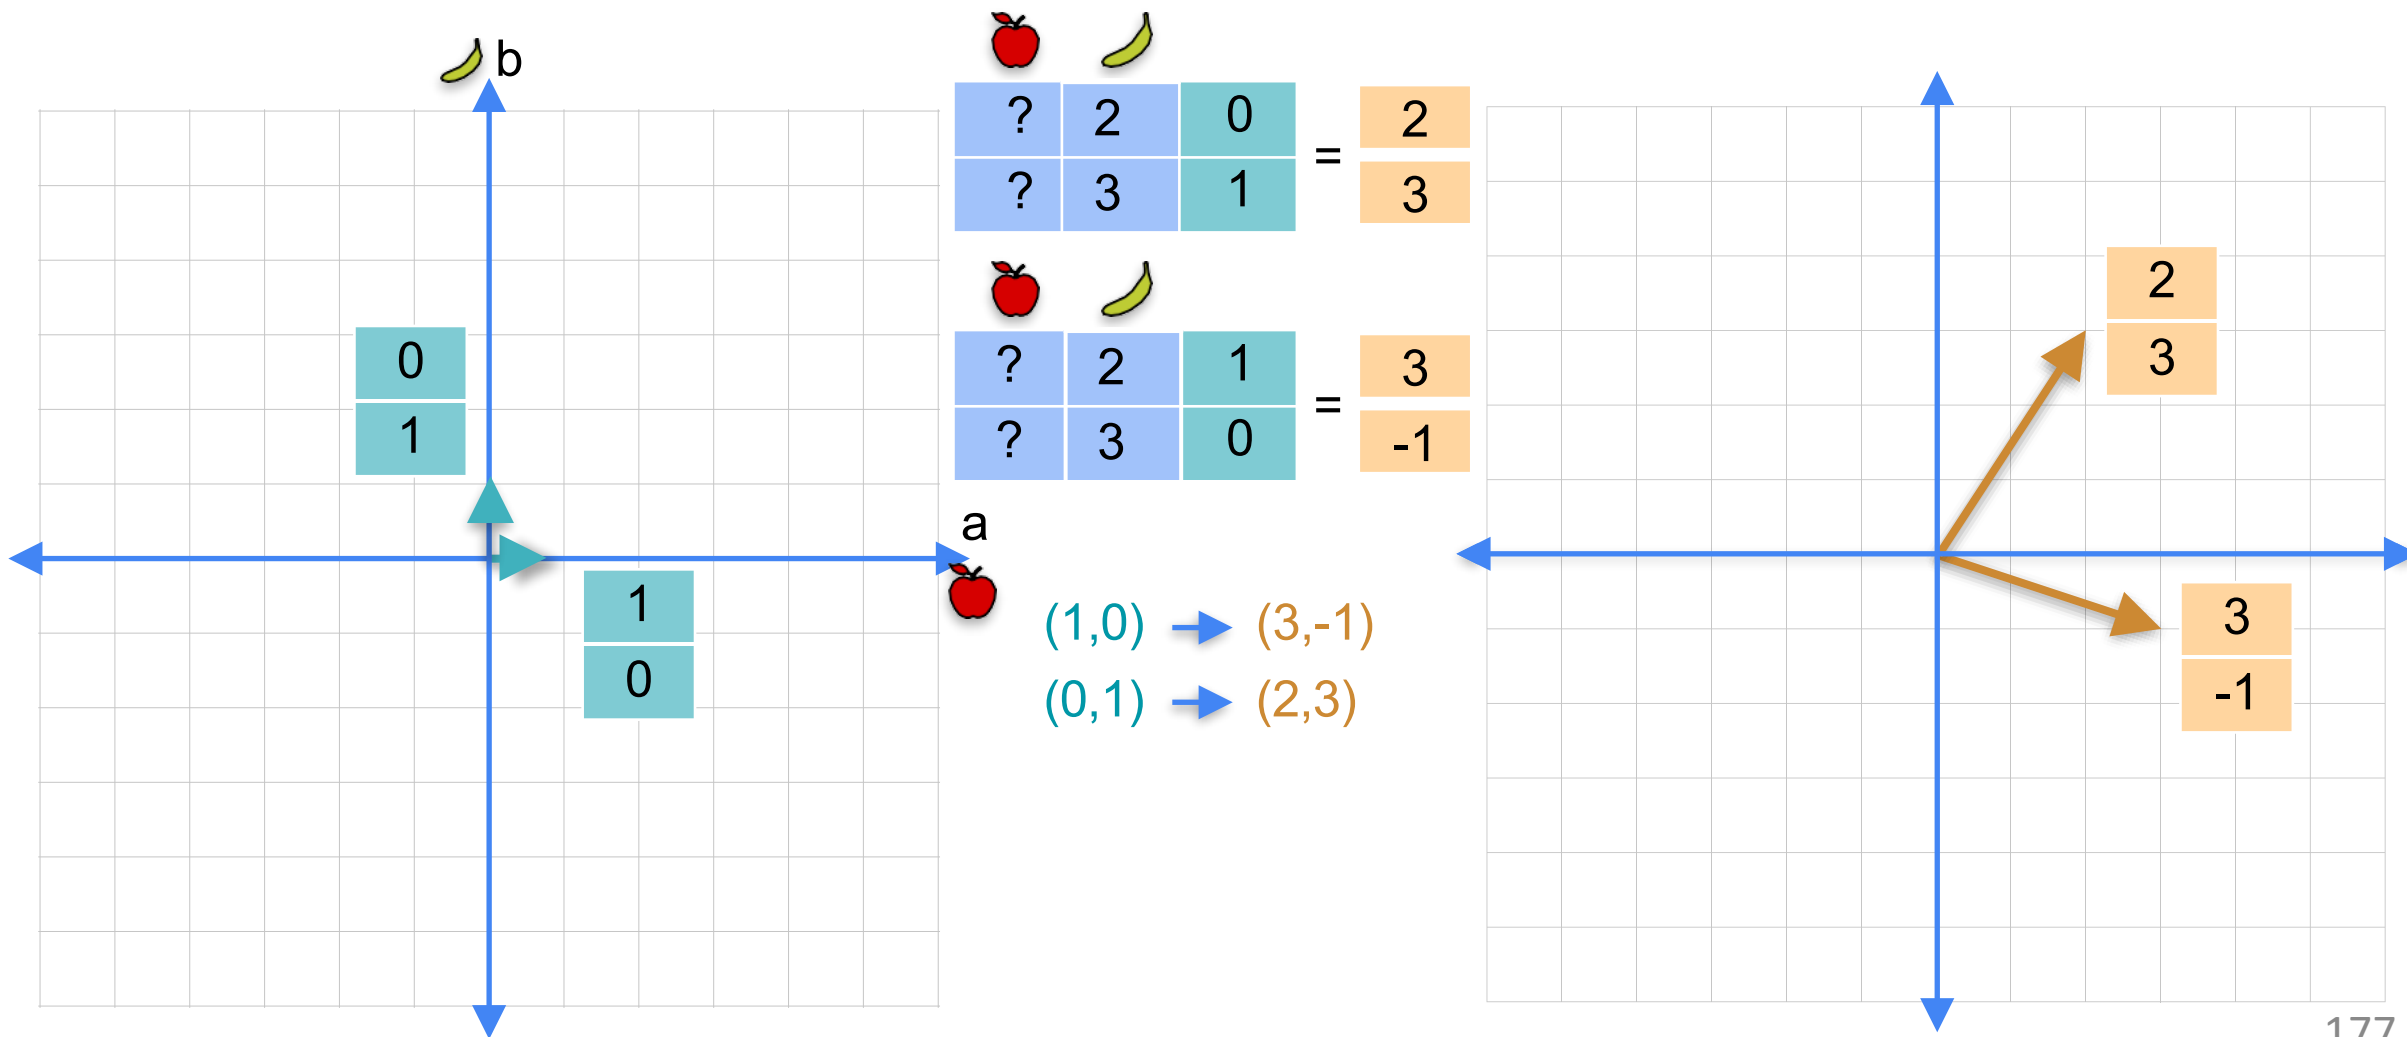 b
? 2 0
? 3 1
=
2
3
? 2 1
? 3 0
=
3
-1
0
1
1
0
a
(1,0) (3,-1)
(0,1) (2,3)
2
3
3
-1
177